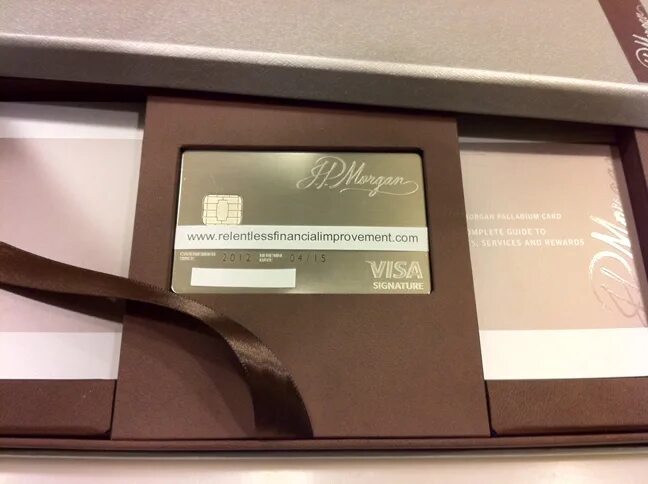 J.P. Morgan
www.relentlessfinancialimprovement.com
2012 04/15
VISA
SIGNATURE
MORGAN PALLADIUM CARD
COMPLETE GUIDE TO
SERVICES AND REWARDS